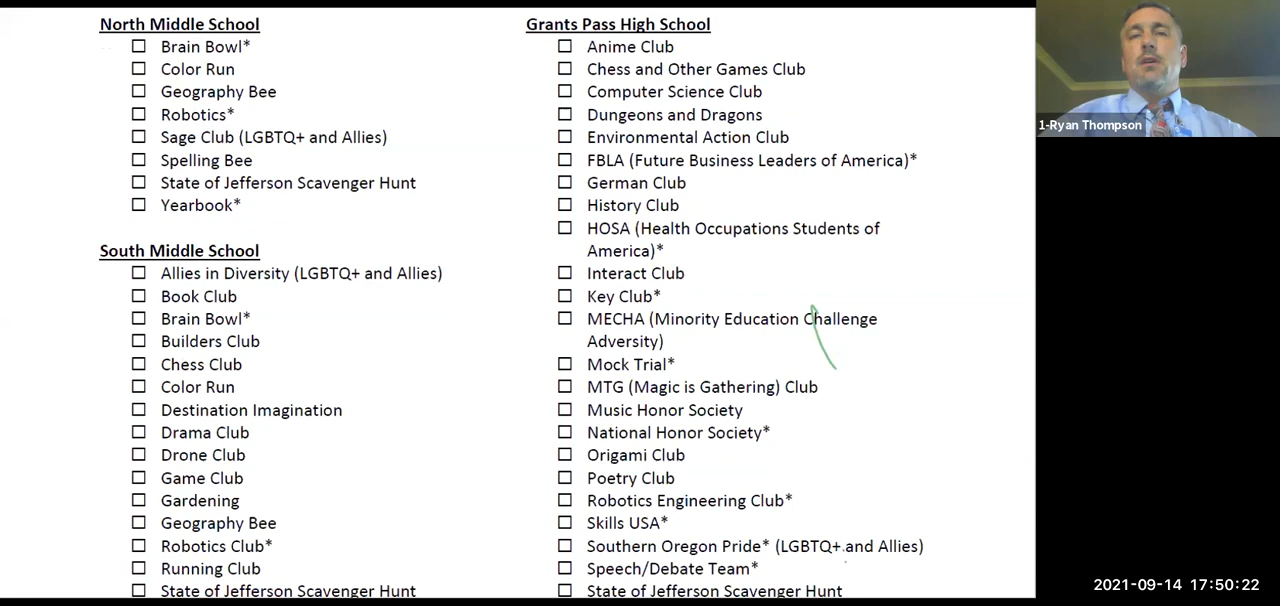 North Middle School
Brain Bowl*
Color Run
Geography Bee
Robotics*
Sage Club (LGBTQ+ and Allies)
Spelling Bee
State of Jefferson Scavenger Hunt
Yearbook*
South Middle School
Allies in Diversity (LGBTQ+ and Allies)
Book Club
Brain Bowl*
Builders Club
Chess Club
Color Run
Destination Imagination
Drama Club
Drone Club
Game Club
Gardening
Geography Bee
Robotics Club*
Running Club
State of Jefferson Scavenger Hunt
Grants Pass High School
Anime Club
Chess and Other Games Club
Computer Science Club
Dungeons and Dragons
Environmental Action Club
FBLA (Future Business Leaders of America)*
German Club
History Club
HOSA (Health Occupations Students of
America)*
Interact Club
Key Club*
MECHA (Minority Education Challenge
Adversity)
Mock Trial*
MTG (Magic is Gathering) Club
Music Honor Society
National Honor Society*
Origami Club
Poetry Club
Robotics Engineering Club*
Skills USA*
Southern Oregon Pride* (LGBTQ+ and Allies)
Speech/Debate Team*
State of Jefferson Scavenger Hunt
1-Ryan Thompson
2021-09-14 17:50:22